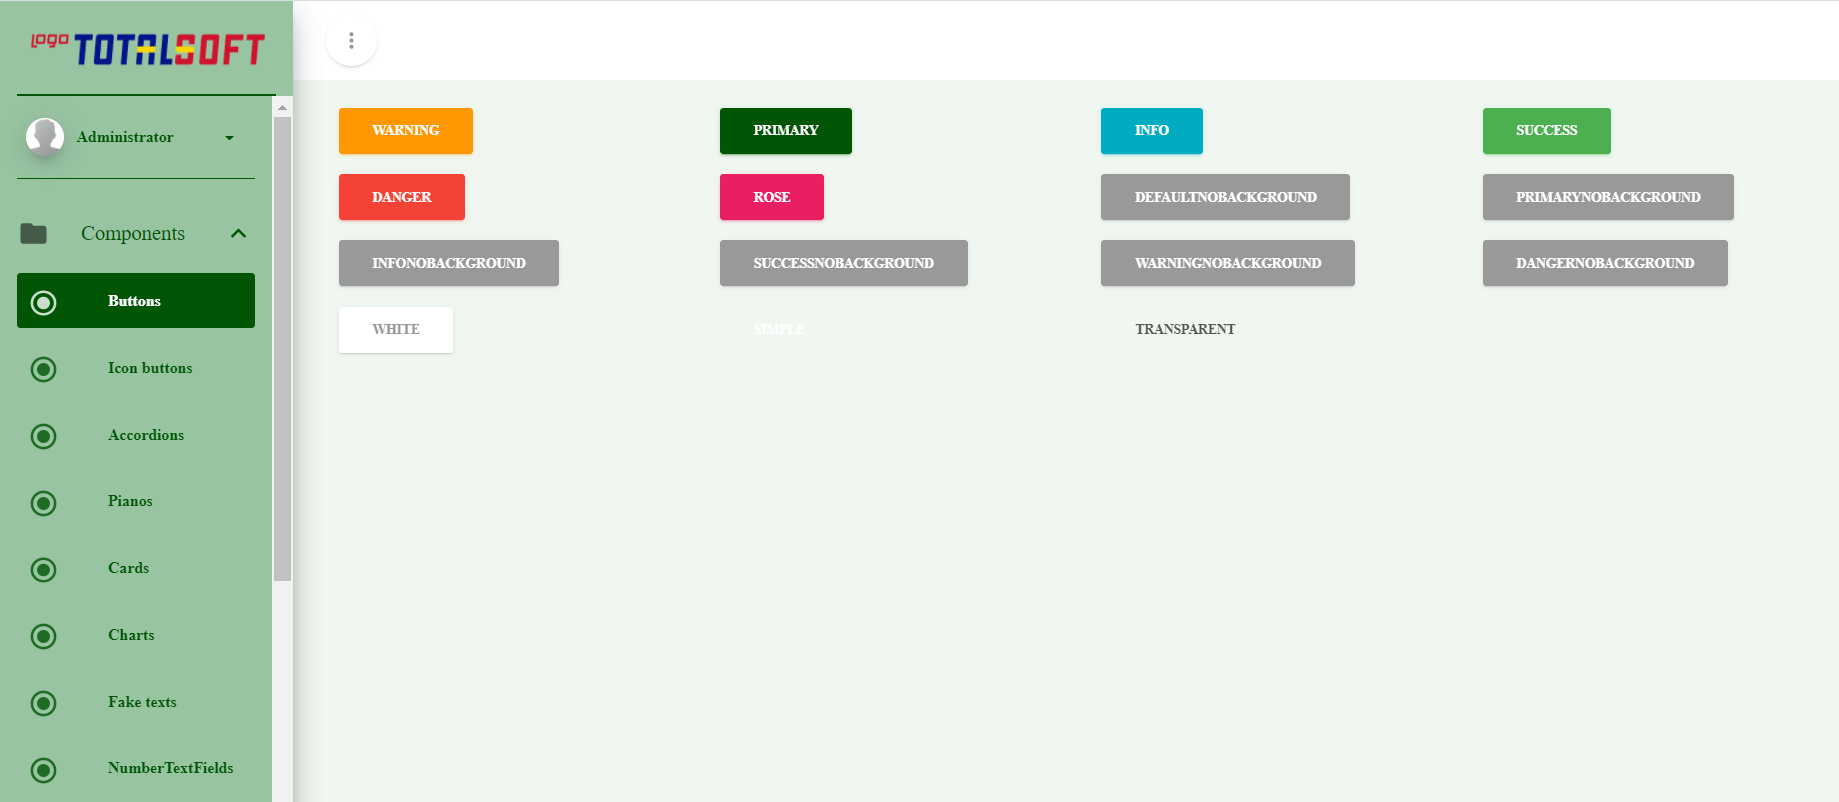 logo TOTALSOFT
Administrator
Components
Buttons
Icon buttons
Accordions
Pianos
Cards
Charts
Fake texts
NumberTextFields
WARNING PRIMARY INFO SUCCESS
DANGER ROSE DEFAULTNOBACKGROUND PRIMARYNOBACKGROUND
INFONOBACKGROUND SUCCESSNOBACKGROUND WARNINGNOBACKGROUND DANGERNOBACKGROUND
WHITE SIMPLE TRANSPARENT